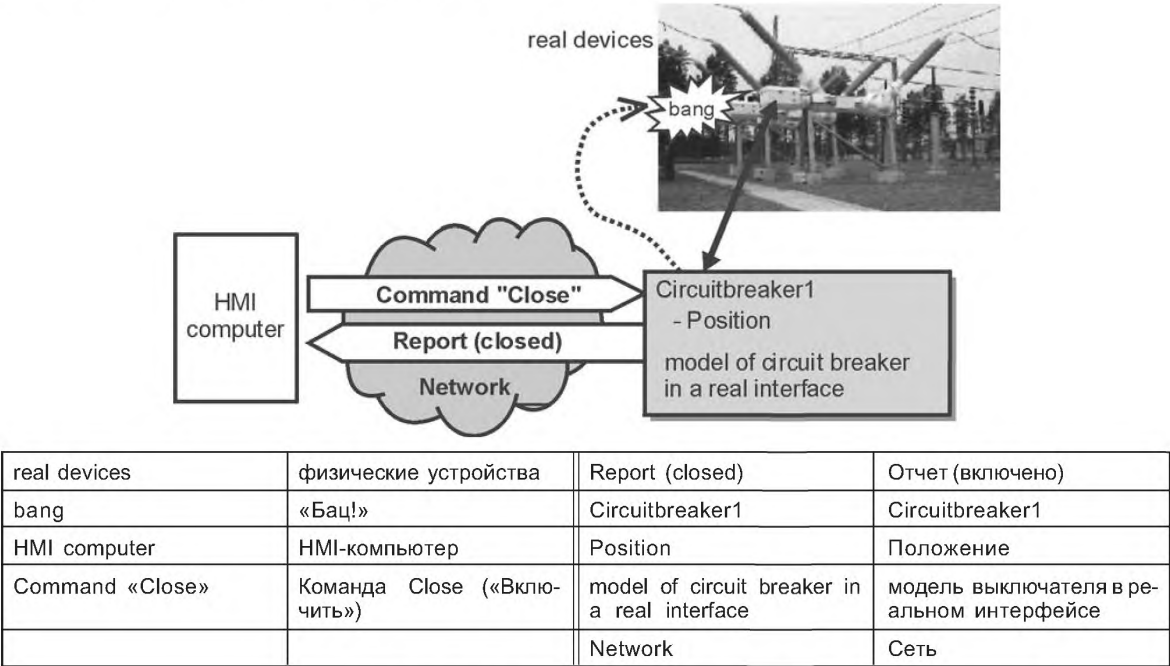 real devices
bang
HMI
computer
Command "Close"
Report (closed)
Network
Circuitbreaker1
- Position
model of circuit breaker
in a real interface
real devices физические устройства Report (closed) Отчет (включено)
bang «Бац!» Circuitbreaker1 Circuitbreaker1
HMI computer HMI-компьютер Position Положение
Command «Close» Команда Close («Вклю- model of circuit breaker in модель выключателя в ре-
чить») a real interface альном интерфейсе
Network Сеть